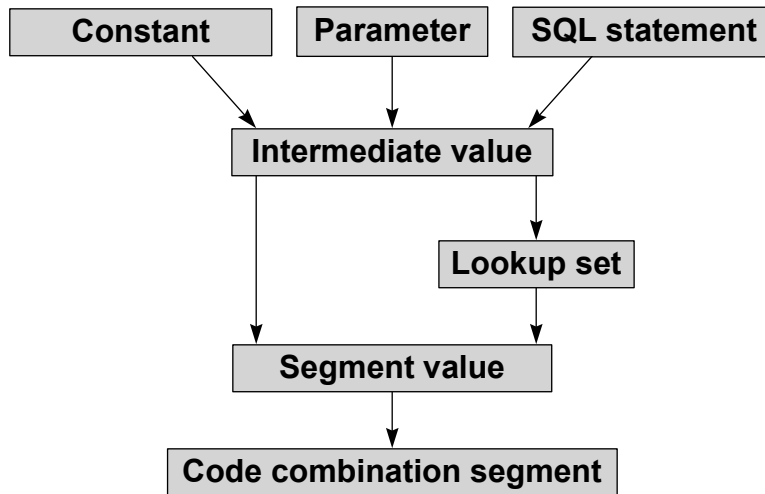 Constant
Parameter
SQL statement
Intermediate value
Lookup set
Segment value
Code combination segment